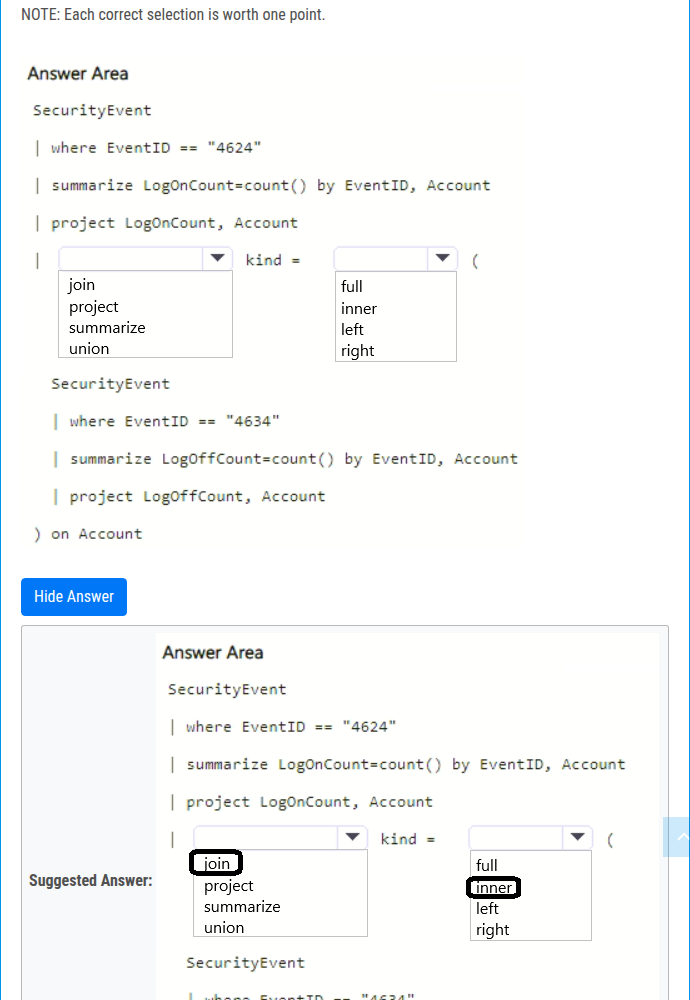 NOTE: Each correct selection is worth one point.
Answer Area
SecurityEvent
| where EventID == "4624"
| summarize LogOnCount=count() by EventID, Account
| project LogOnCount, Account
| kind = (
join full
project inner
summarize left
union right
SecurityEvent
| where EventID == "4634"
| summarize LogOffCount=count() by EventID, Account
| project LogOffCount, Account
) on Account
Hide Answer
Suggested Answer:
Answer Area
SecurityEvent
| where EventID == "4624"
| summarize LogOnCount=count() by EventID, Account
| project LogOnCount, Account
| kind = (
join full
project inner
summarize left
union right
SecurityEvent
| where EventID == "4634"